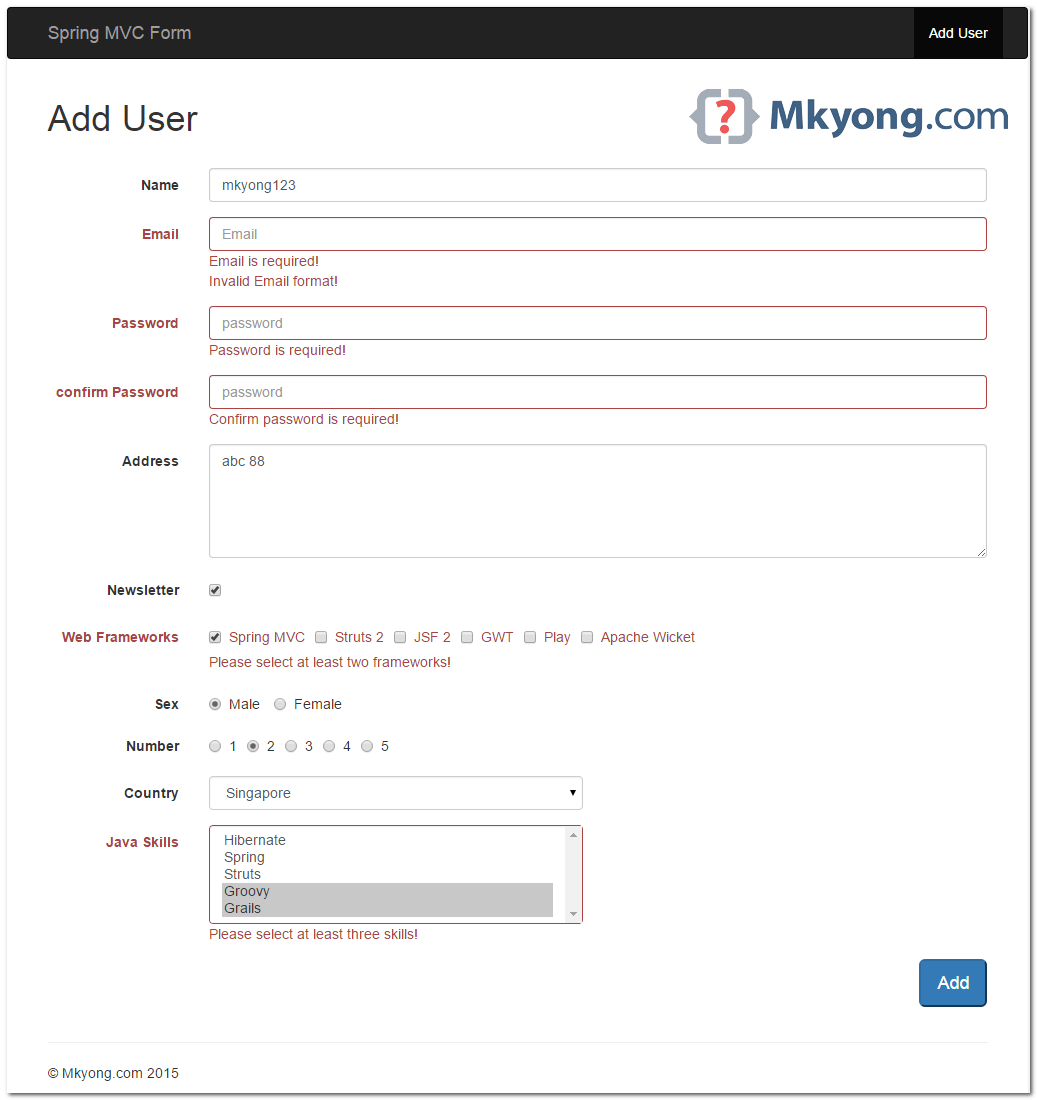 Spring MVC Form Add User
Add User
{?} Mkyong.com
Name mkyong123
Email Email
Email is required!
Invalid Email format!
Password password
Password is required!
confirm Password password
Confirm password is required!
Address abc 88
Newsletter
Web Frameworks Spring MVC Struts 2 JSF 2 GWT Play Apache Wicket
Please select at least two frameworks!
Sex Male Female
Number 1 2 3 4 5
Country Singapore
Java Skills Hibernate
Spring
Struts
Groovy
Grails
Please select at least three skills!
Add
© Mkyong.com 2015